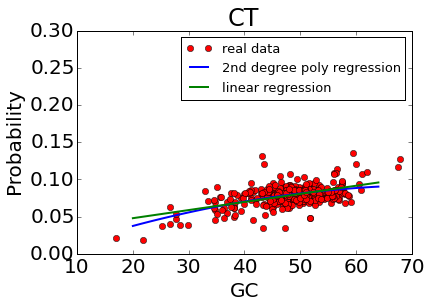 CT
0.30
0.25
0.20
0.15
0.10
0.05
0.00
Probability
real data
2nd degree poly regression
linear regression
10 20 30 40 50 60 70
GC